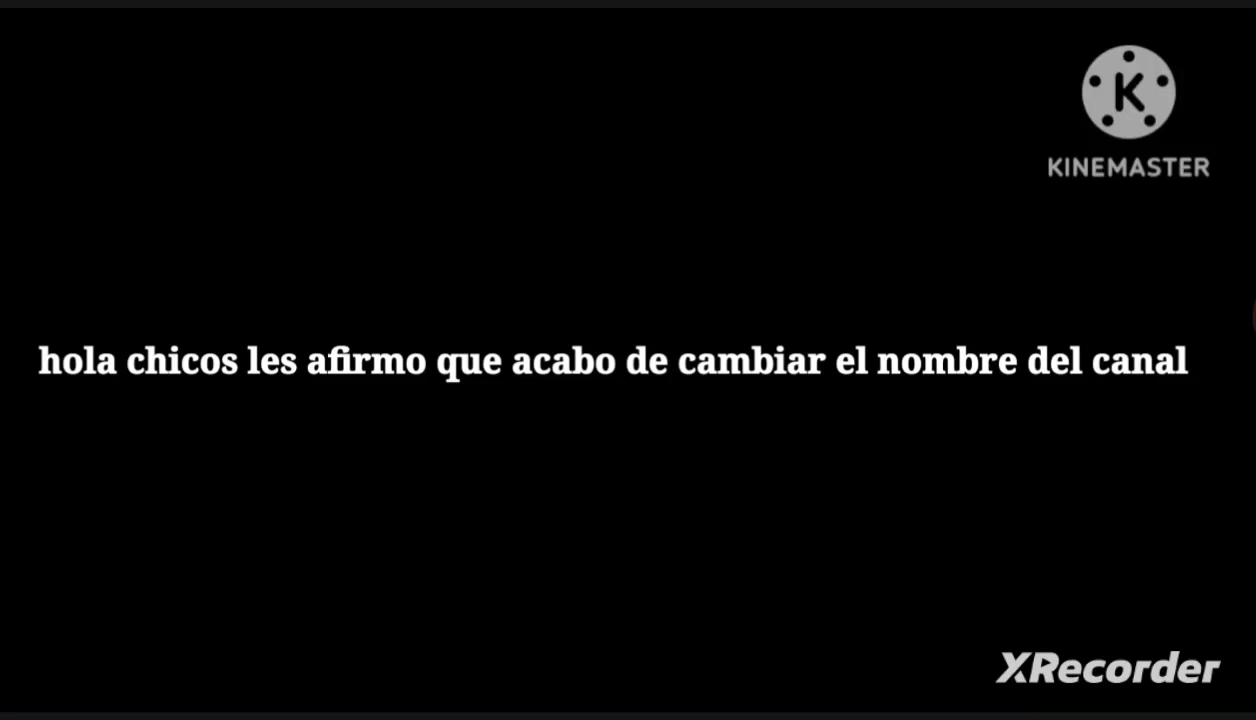 K
KINEMASTER
hola chicos les afirmo que acabo de cambiar el nombre del canal
XRecorder